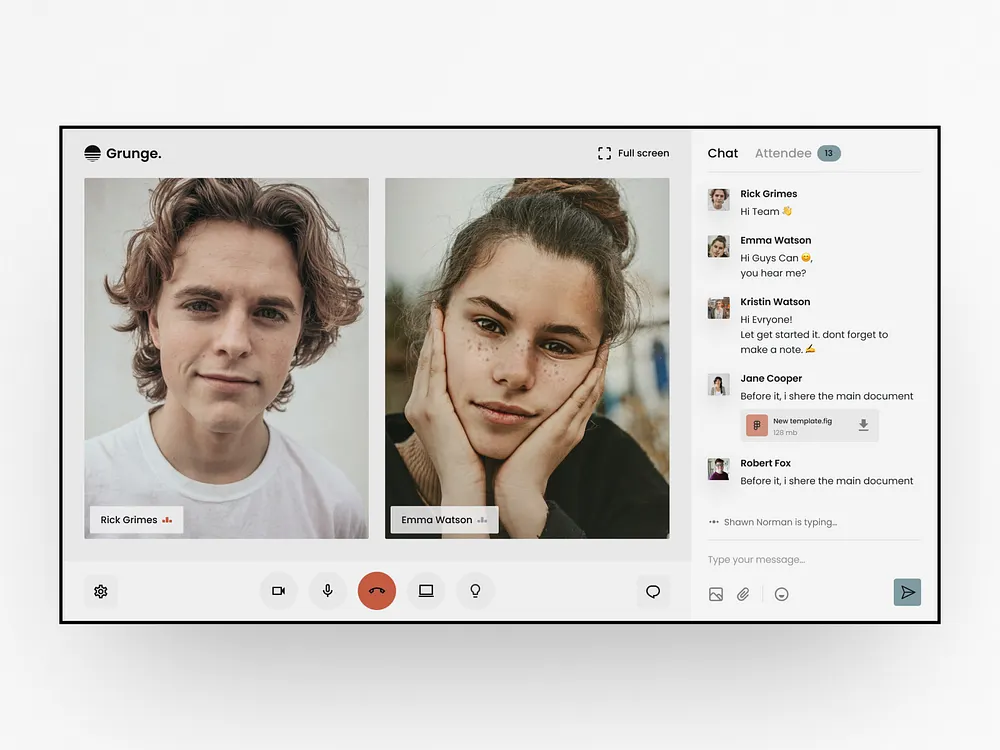 Grunge.
Full screen
Rick Grimes
Emma Watson
Chat Attendee 13
Rick Grimes
Hi Team 👋
Emma Watson
Hi Guys Can 😄,
you hear me?
Kristin Watson
Hi Evryone!
Let get started it. dont forget to
make a note. ✍️
Jane Cooper
Before it, i shere the main document
New template.fig
128 mb
Robert Fox
Before it, i shere the main document
Shawn Norman is typing...
Type your message...